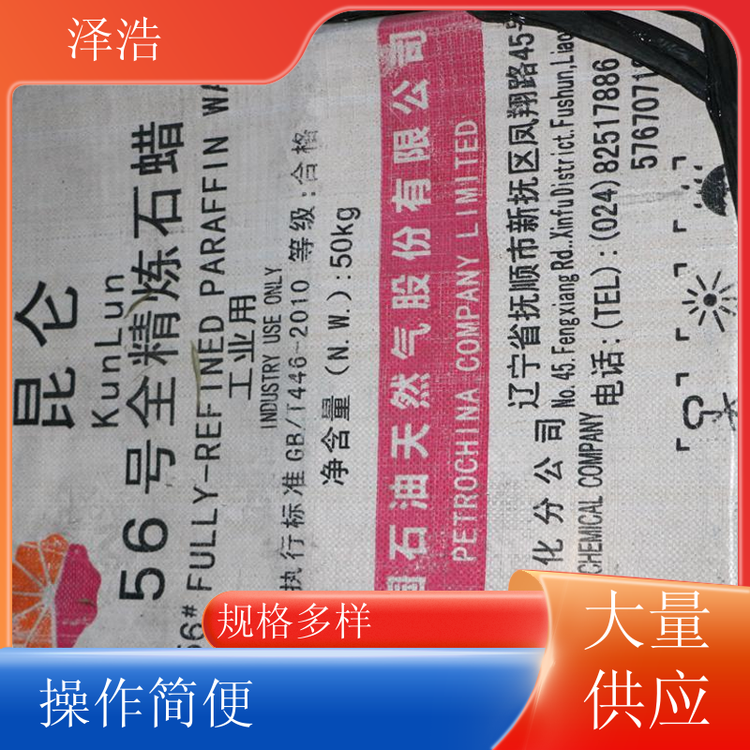 泽浩
昆仑
KunLun
56号全精炼石蜡
56# FULLY-REFINED PARAFFIN WA
工业用
INDUSTRY USE ONLY
执行标准 GB/T446-2010 等级:合格
净含量(N.W.):50kg
国石油天然气股份有限公司
PETROCHINA COMPANY LIMITED
化分公司
CHEMICAL COMPANY
辽宁省抚顺市新抚区凤翔路45号
No.45.Fengxiang Rd..Xinfu District.Fushun,Liao
电话:(TEL):(024)82517886
5767071
规格多样
操作简便
大量
供应